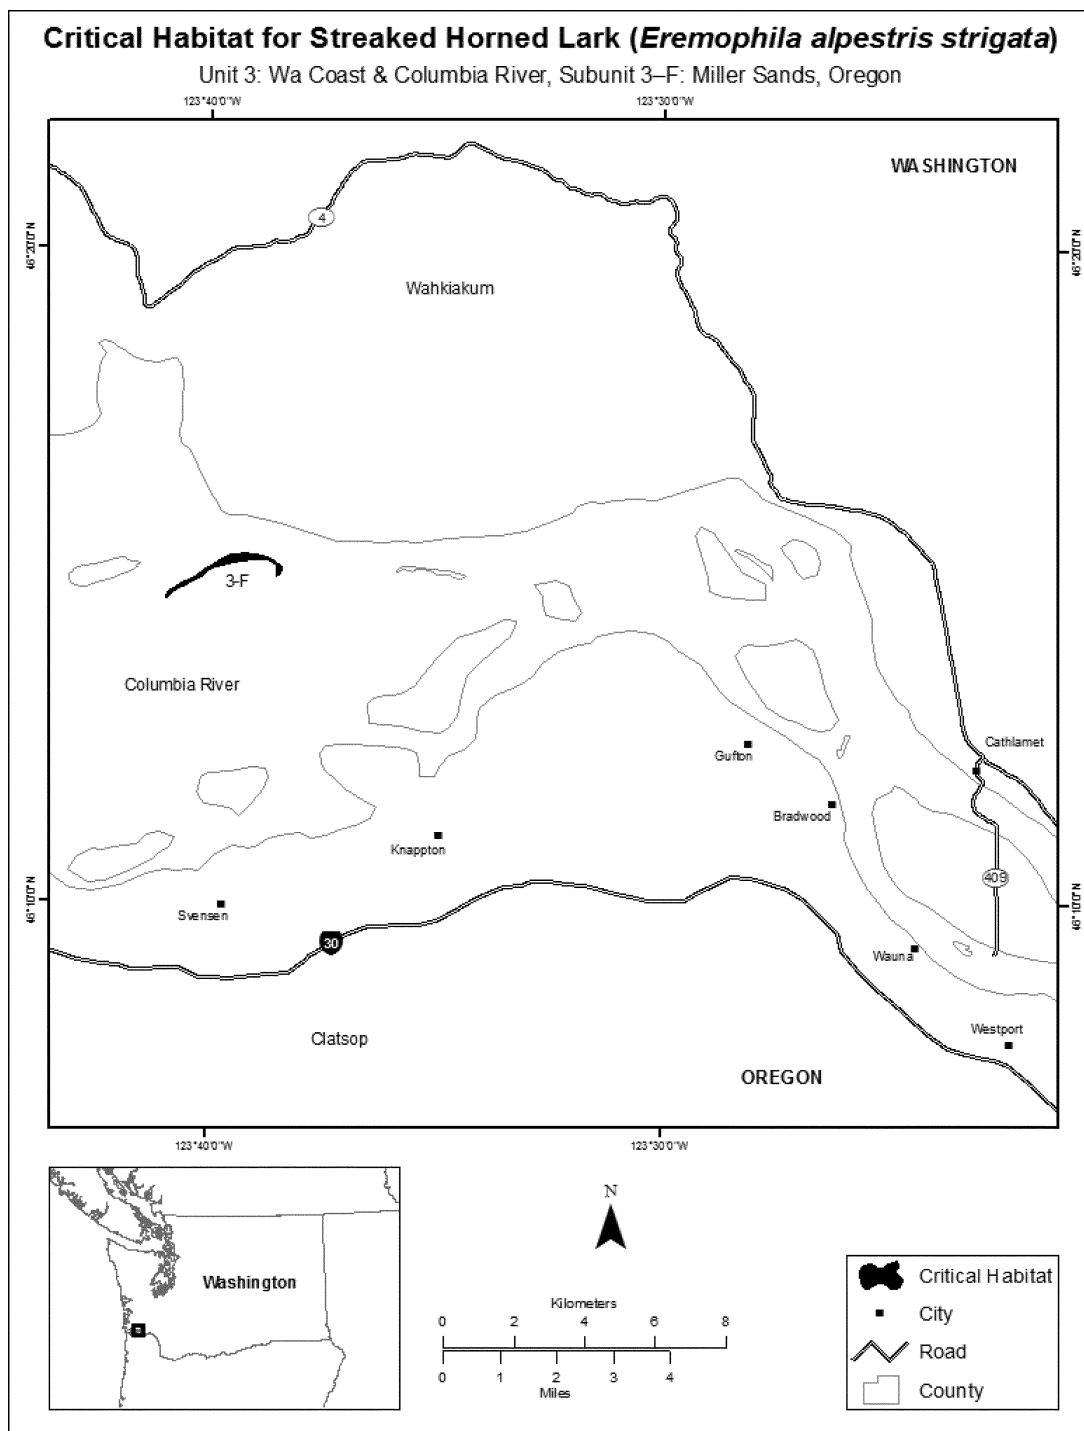 Critical Habitat for Streaked Horned Lark (Eremophila alpestris strigata)
Unit 3: Wa Coast & Columbia River, Subunit 3–F: Miller Sands, Oregon
123°40'0"W
123°30'0"W
WASHINGTON
4
46°20'0"N
46°20'0"N
Wahkiakum
3-F
Columbia River
Cathlamet
Gufton
Bradwood
Knappton
409
46°10'0"N
46°10'0"N
Svensen
30
Wauna
Westport
Clatsop
OREGON
123°40'0"W
123°30'0"W
N
Washington
Kilometers
0 2 4 6 8
0 1 2 3 4
Miles
Critical Habitat
City
Road
County